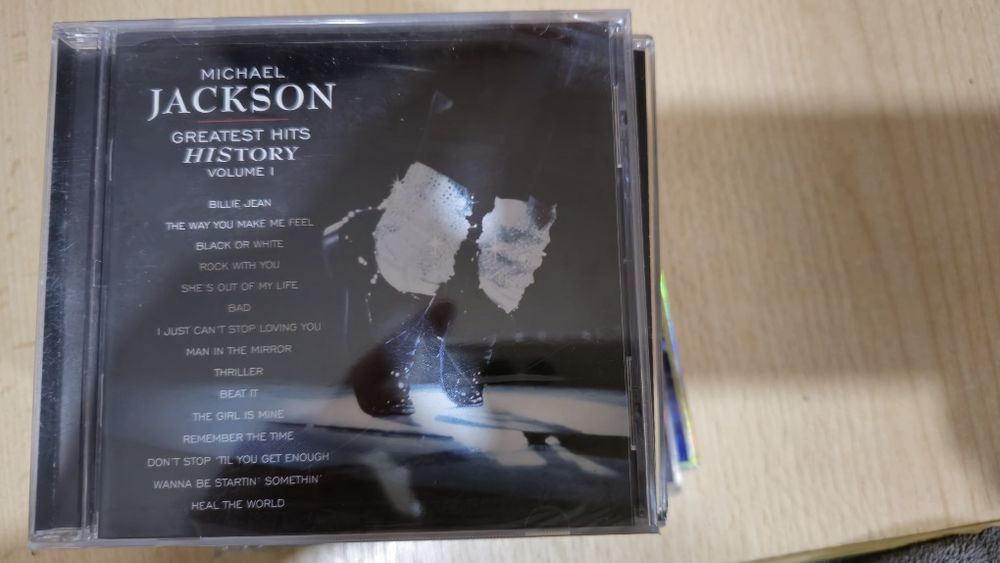 MICHAEL
JACKSON
GREATEST HITS
HISTORY
VOLUME I
BILLIE JEAN
THE WAY YOU MAKE ME FEEL
BLACK OR WHITE
ROCK WITH YOU
SHE'S OUT OF MY LIFE
BAD
I JUST CAN'T STOP LOVING YOU
MAN IN THE MIRROR
THRILLER
BEAT IT
THE GIRL IS MINE
REMEMBER THE TIME
DON'T STOP 'TIL YOU GET ENOUGH
WANNA BE STARTIN' SOMETHIN'
HEAL THE WORLD